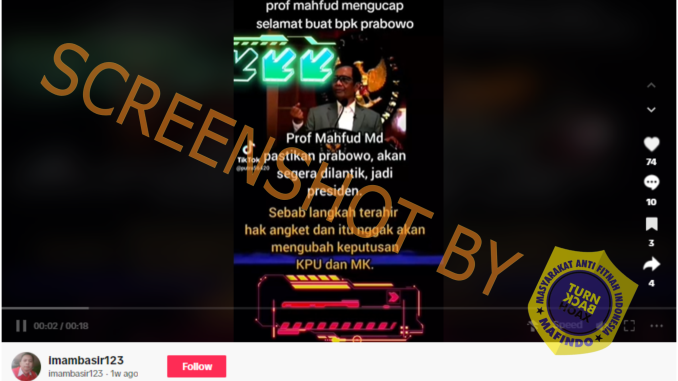 prof mahfud mengucap
selamat buat bpk prabowo
Prof Mahfud Md
pastikan prabowo, akan
segera dilantik, jadi
presiden.
TikTok
Sebab langkah terahir
hak angket dan itu nggak akan
mengubah keputusan
KPU dan MK.
SCREENSHOT BY
74
10
3
4
MASYARAKAT ANTI FITNAH INDONESIA
TURN
BACK
HOAX
MAFINDO
00:02 / 00:18
imambasir123
imambasir123 · 1w ago
Follow